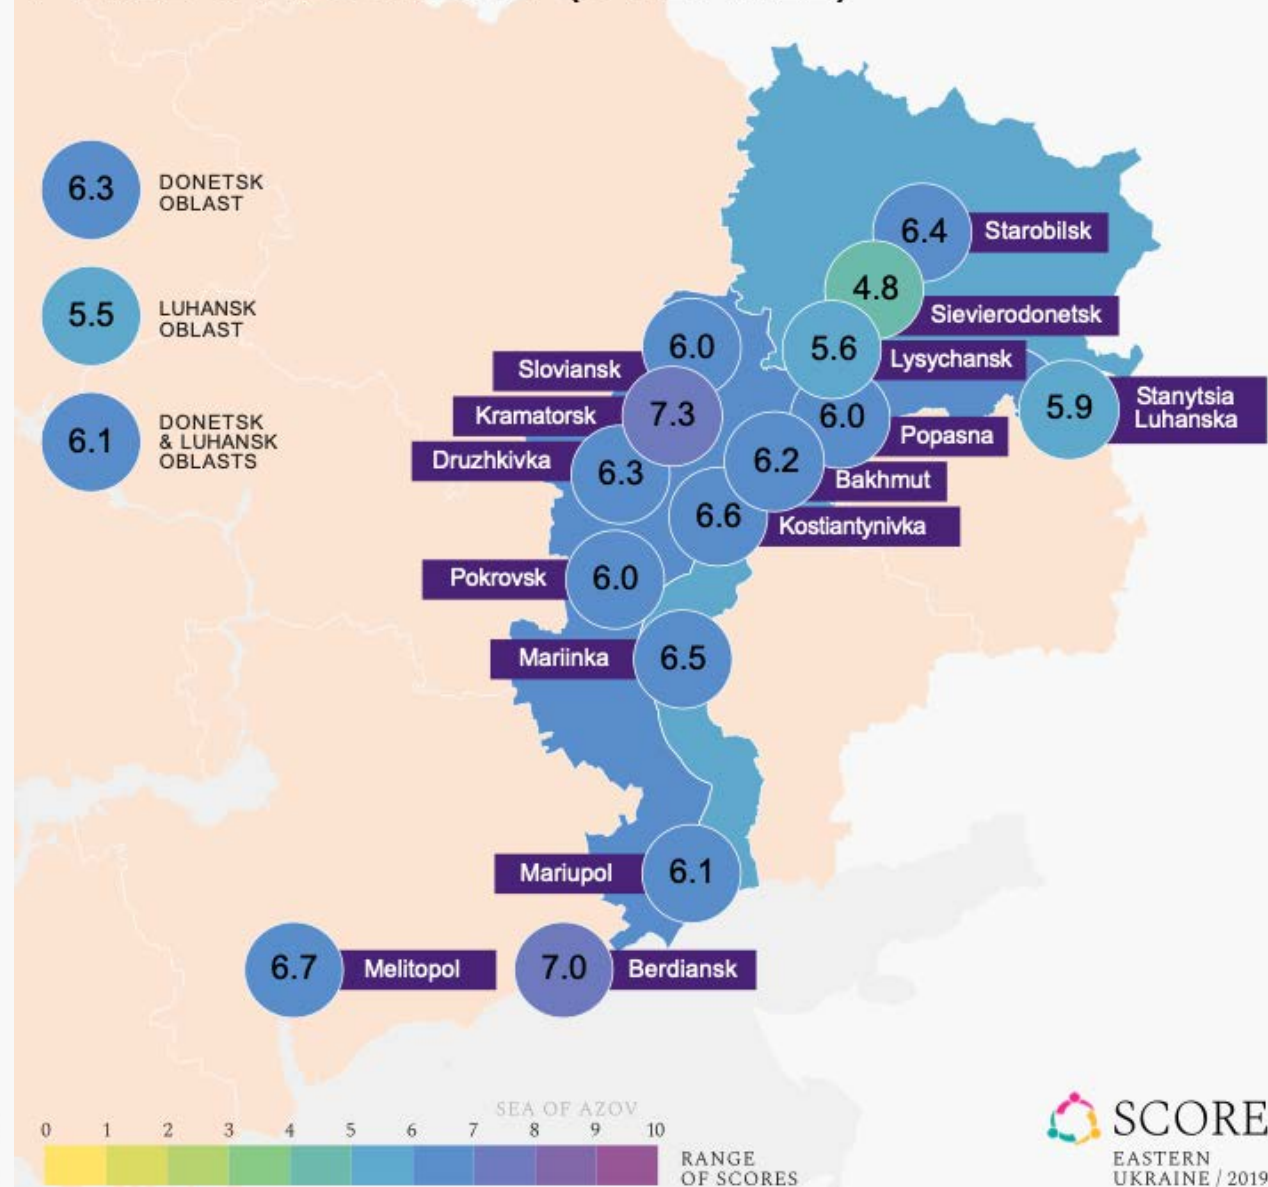 6.3
DONETSK
OBLAST
5.5
LUHANSK
OBLAST
6.1
DONETSK
& LUHANSK
OBLASTS
6.4
Starobilsk
4.8
Sievierodonetsk
6.0
Sloviansk
5.6
Lysychansk
7.3
Kramatorsk
6.0
Popasna
5.9
Stanytsia
Luhanska
6.3
Druzhkivka
6.2
Bakhmut
6.6
Kostiantynivka
6.0
Pokrovsk
6.5
Mariinka
6.1
Mariupol
6.7
Melitopol
7.0
Berdiansk
SEA OF AZOV
0 1 2 3 4 5 6 7 8 9 10
RANGE
OF SCORES
SCORE
EASTERN
UKRAINE / 2019